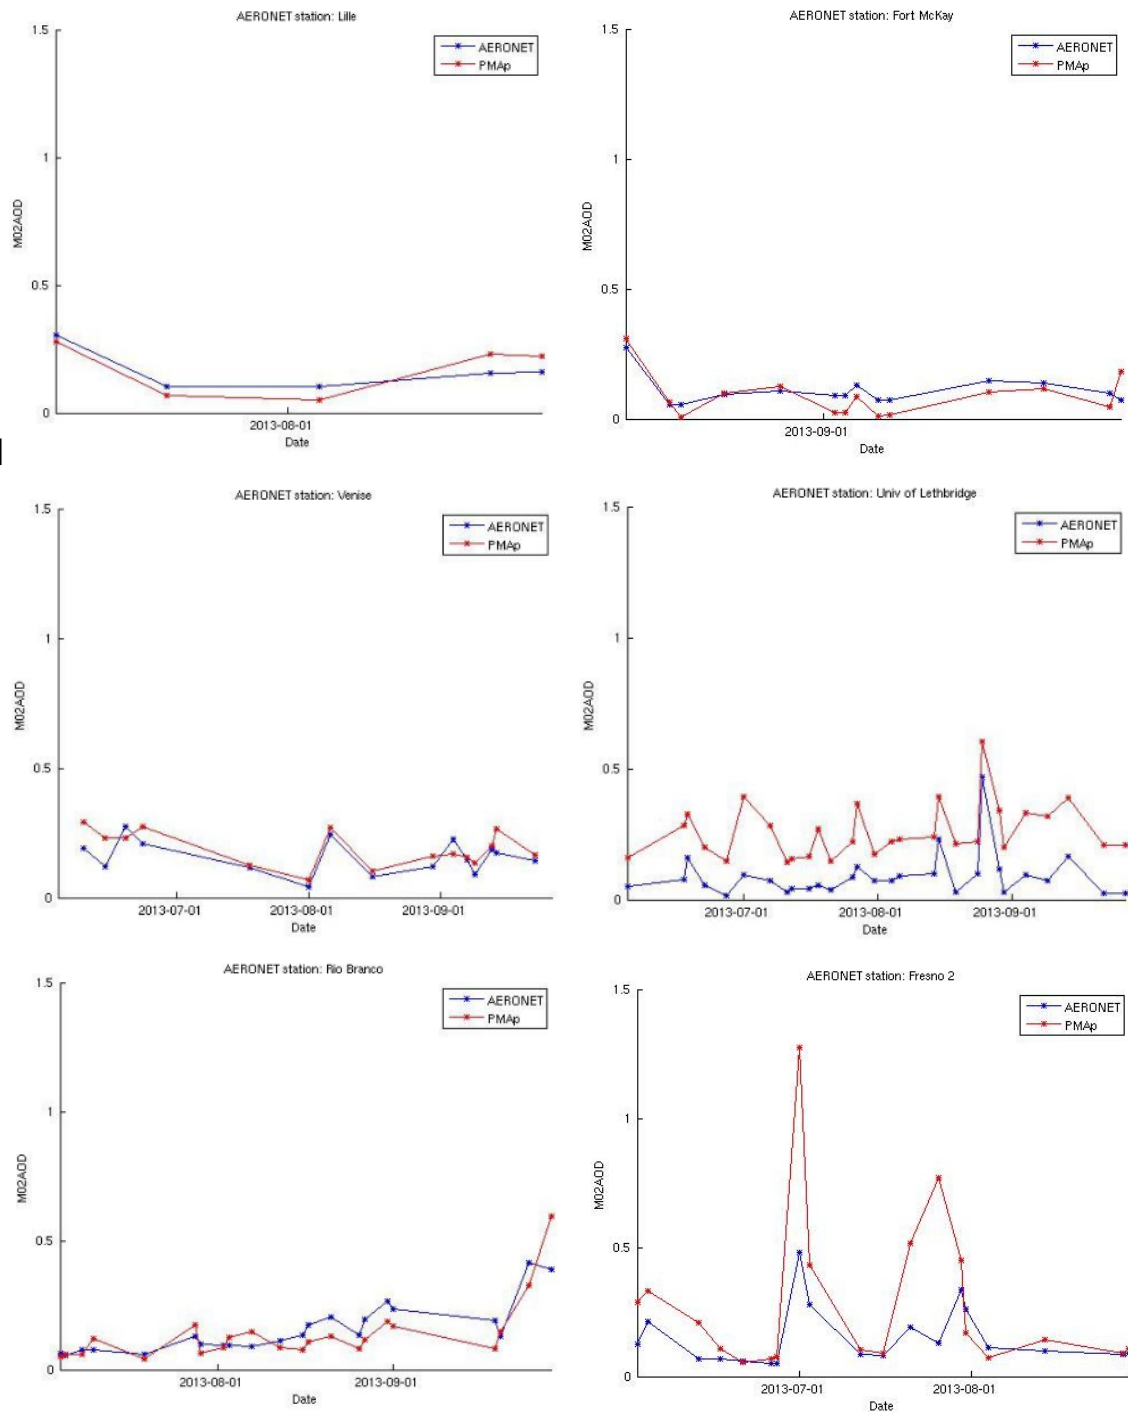 AERONET station: Lille
1.5
AERONET
PMAp
1
M02AOD
0.5
0
2013-08-01
Date
AERONET station: Fort McKay
1.5
AERONET
PMAp
1
M02AOD
0.5
0
2013-09-01
Date
AERONET station: Venise
1.5
AERONET
PMAp
1
M02AOD
0.5
0
2013-07-01 2013-08-01 2013-09-01
Date
AERONET station: Univ of Lethbridge
1.5
AERONET
PMAp
1
M02AOD
0.5
0
2013-07-01 2013-08-01 2013-09-01
Date
AERONET station: Rio Branco
1.5
AERONET
PMAp
1
M02AOD
0.5
0
2013-08-01 2013-09-01
Date
AERONET station: Fresno 2
1.5
AERONET
PMAp
1
M02AOD
0.5
0
2013-07-01 2013-08-01
Date